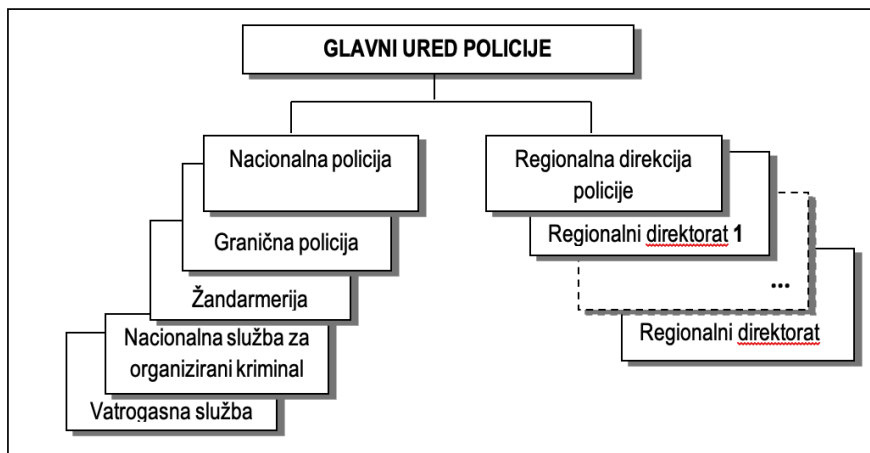 GLAVNI URED POLICIJE
Nacionalna policija
Granična policija
Žandarmerija
Nacionalna služba za
organizirani kriminal
Vatrogasna služba
Regionalna direkcija
policije
Regionalni direktorat 1
...
Regionalni direktorat